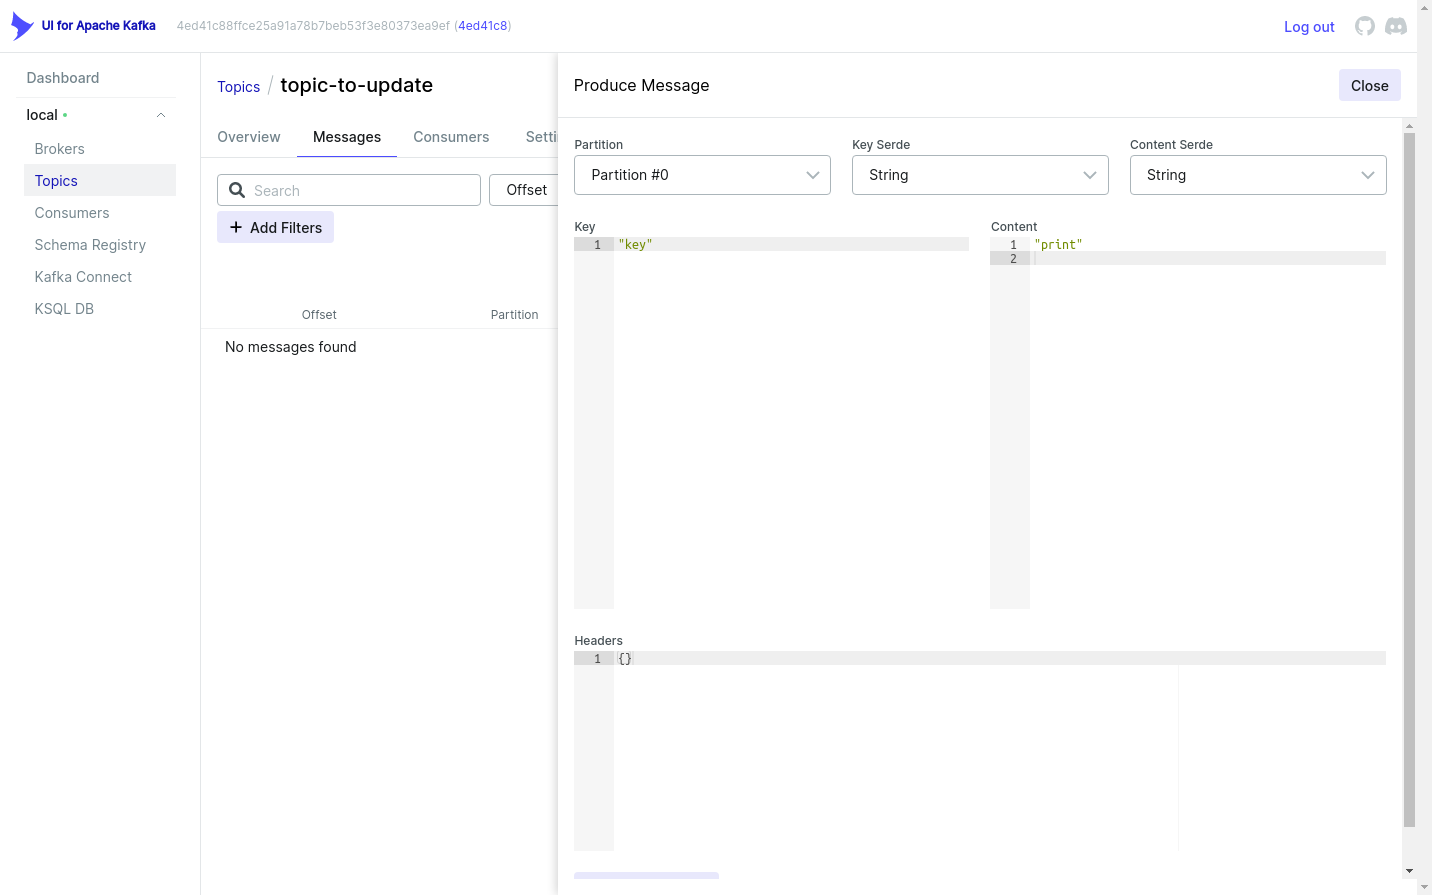 UI for Apache Kafka
4ed41c88ffce25a91a78b7beb53f3e80373ea9ef (4ed41c8)
Log out
Dashboard
local
Brokers
Topics
Consumers
Schema Registry
Kafka Connect
KSQL DB
Topics / topic-to-update
Overview
Messages
Consumers
Setti
Search
Offset
+ Add Filters
Offset
Partition
No messages found
Produce Message
Close
Partition
Key Serde
Content Serde
Partition #0
String
String
Key
1 "key"
Content
1 "print"
2
Headers
1 {}